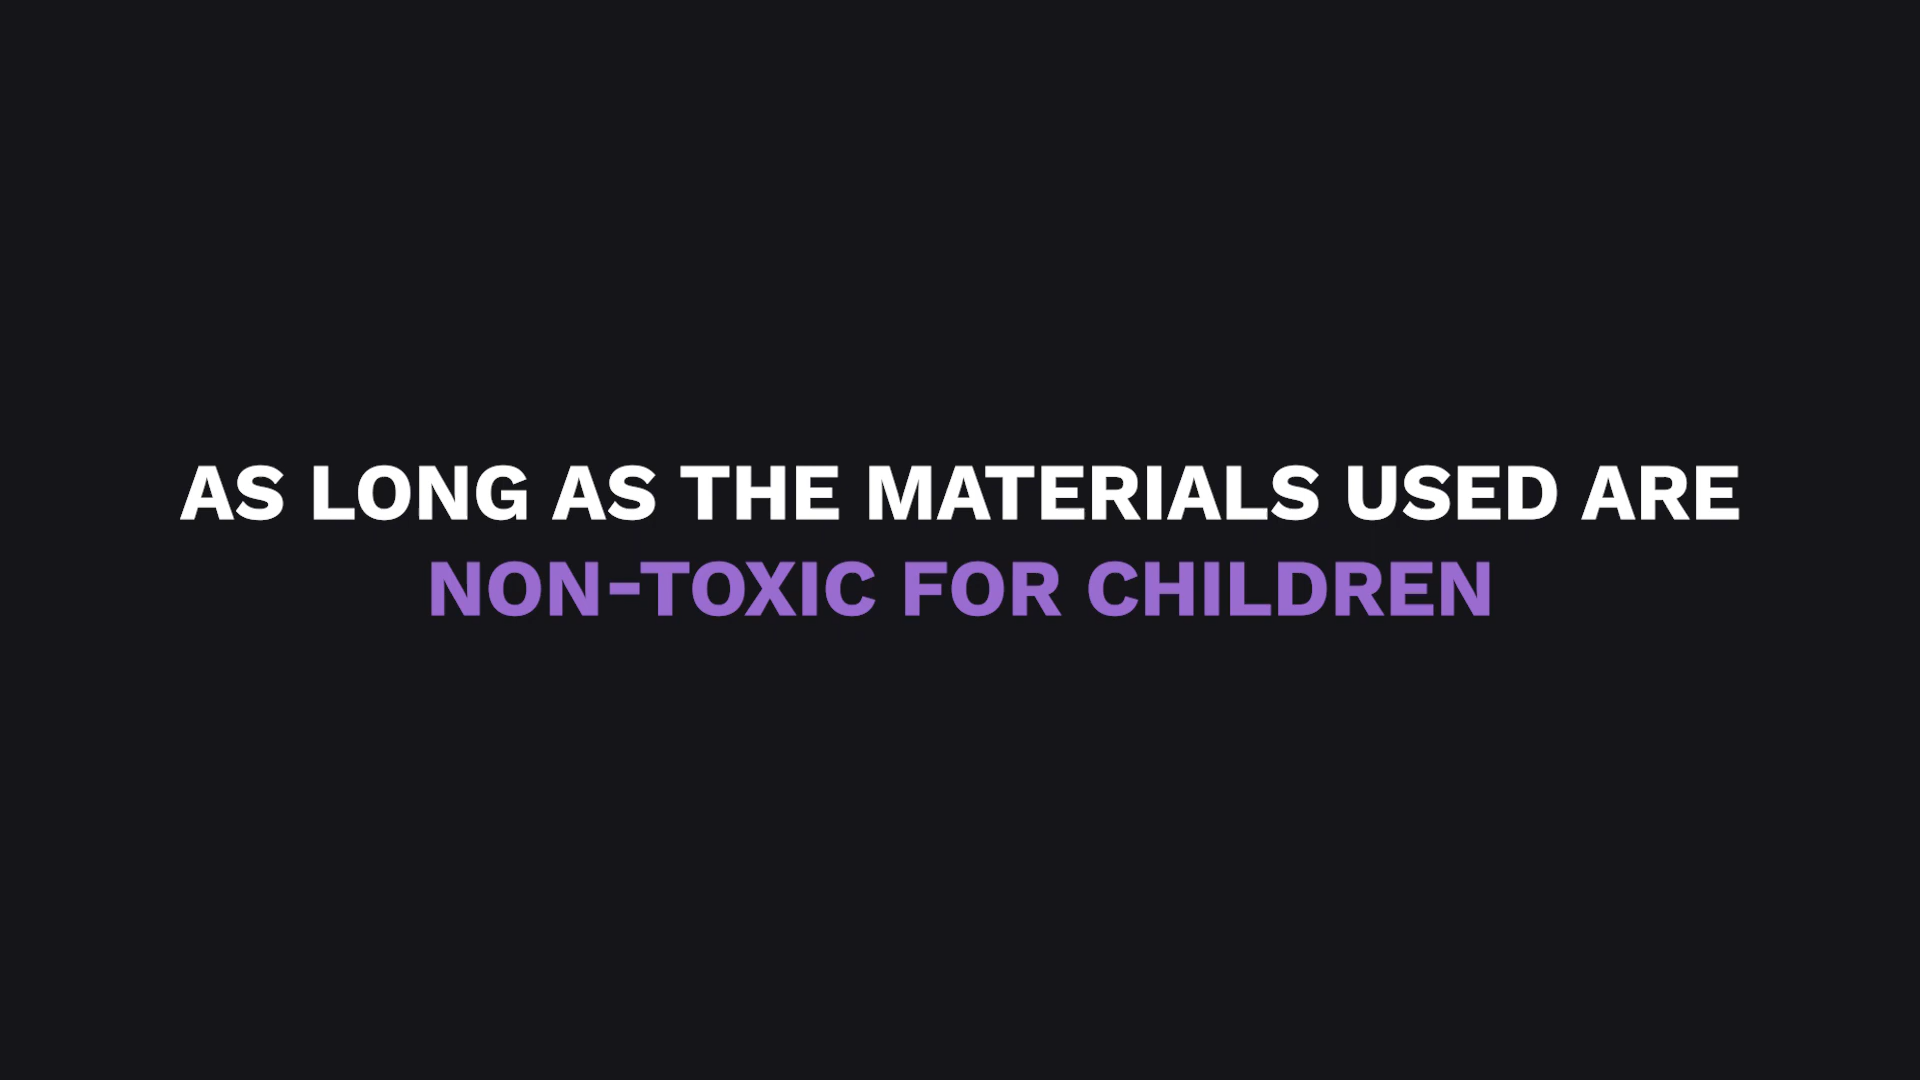 AS LONG AS THE MATERIALS USED ARE
NON-TOXIC FOR CHILDREN